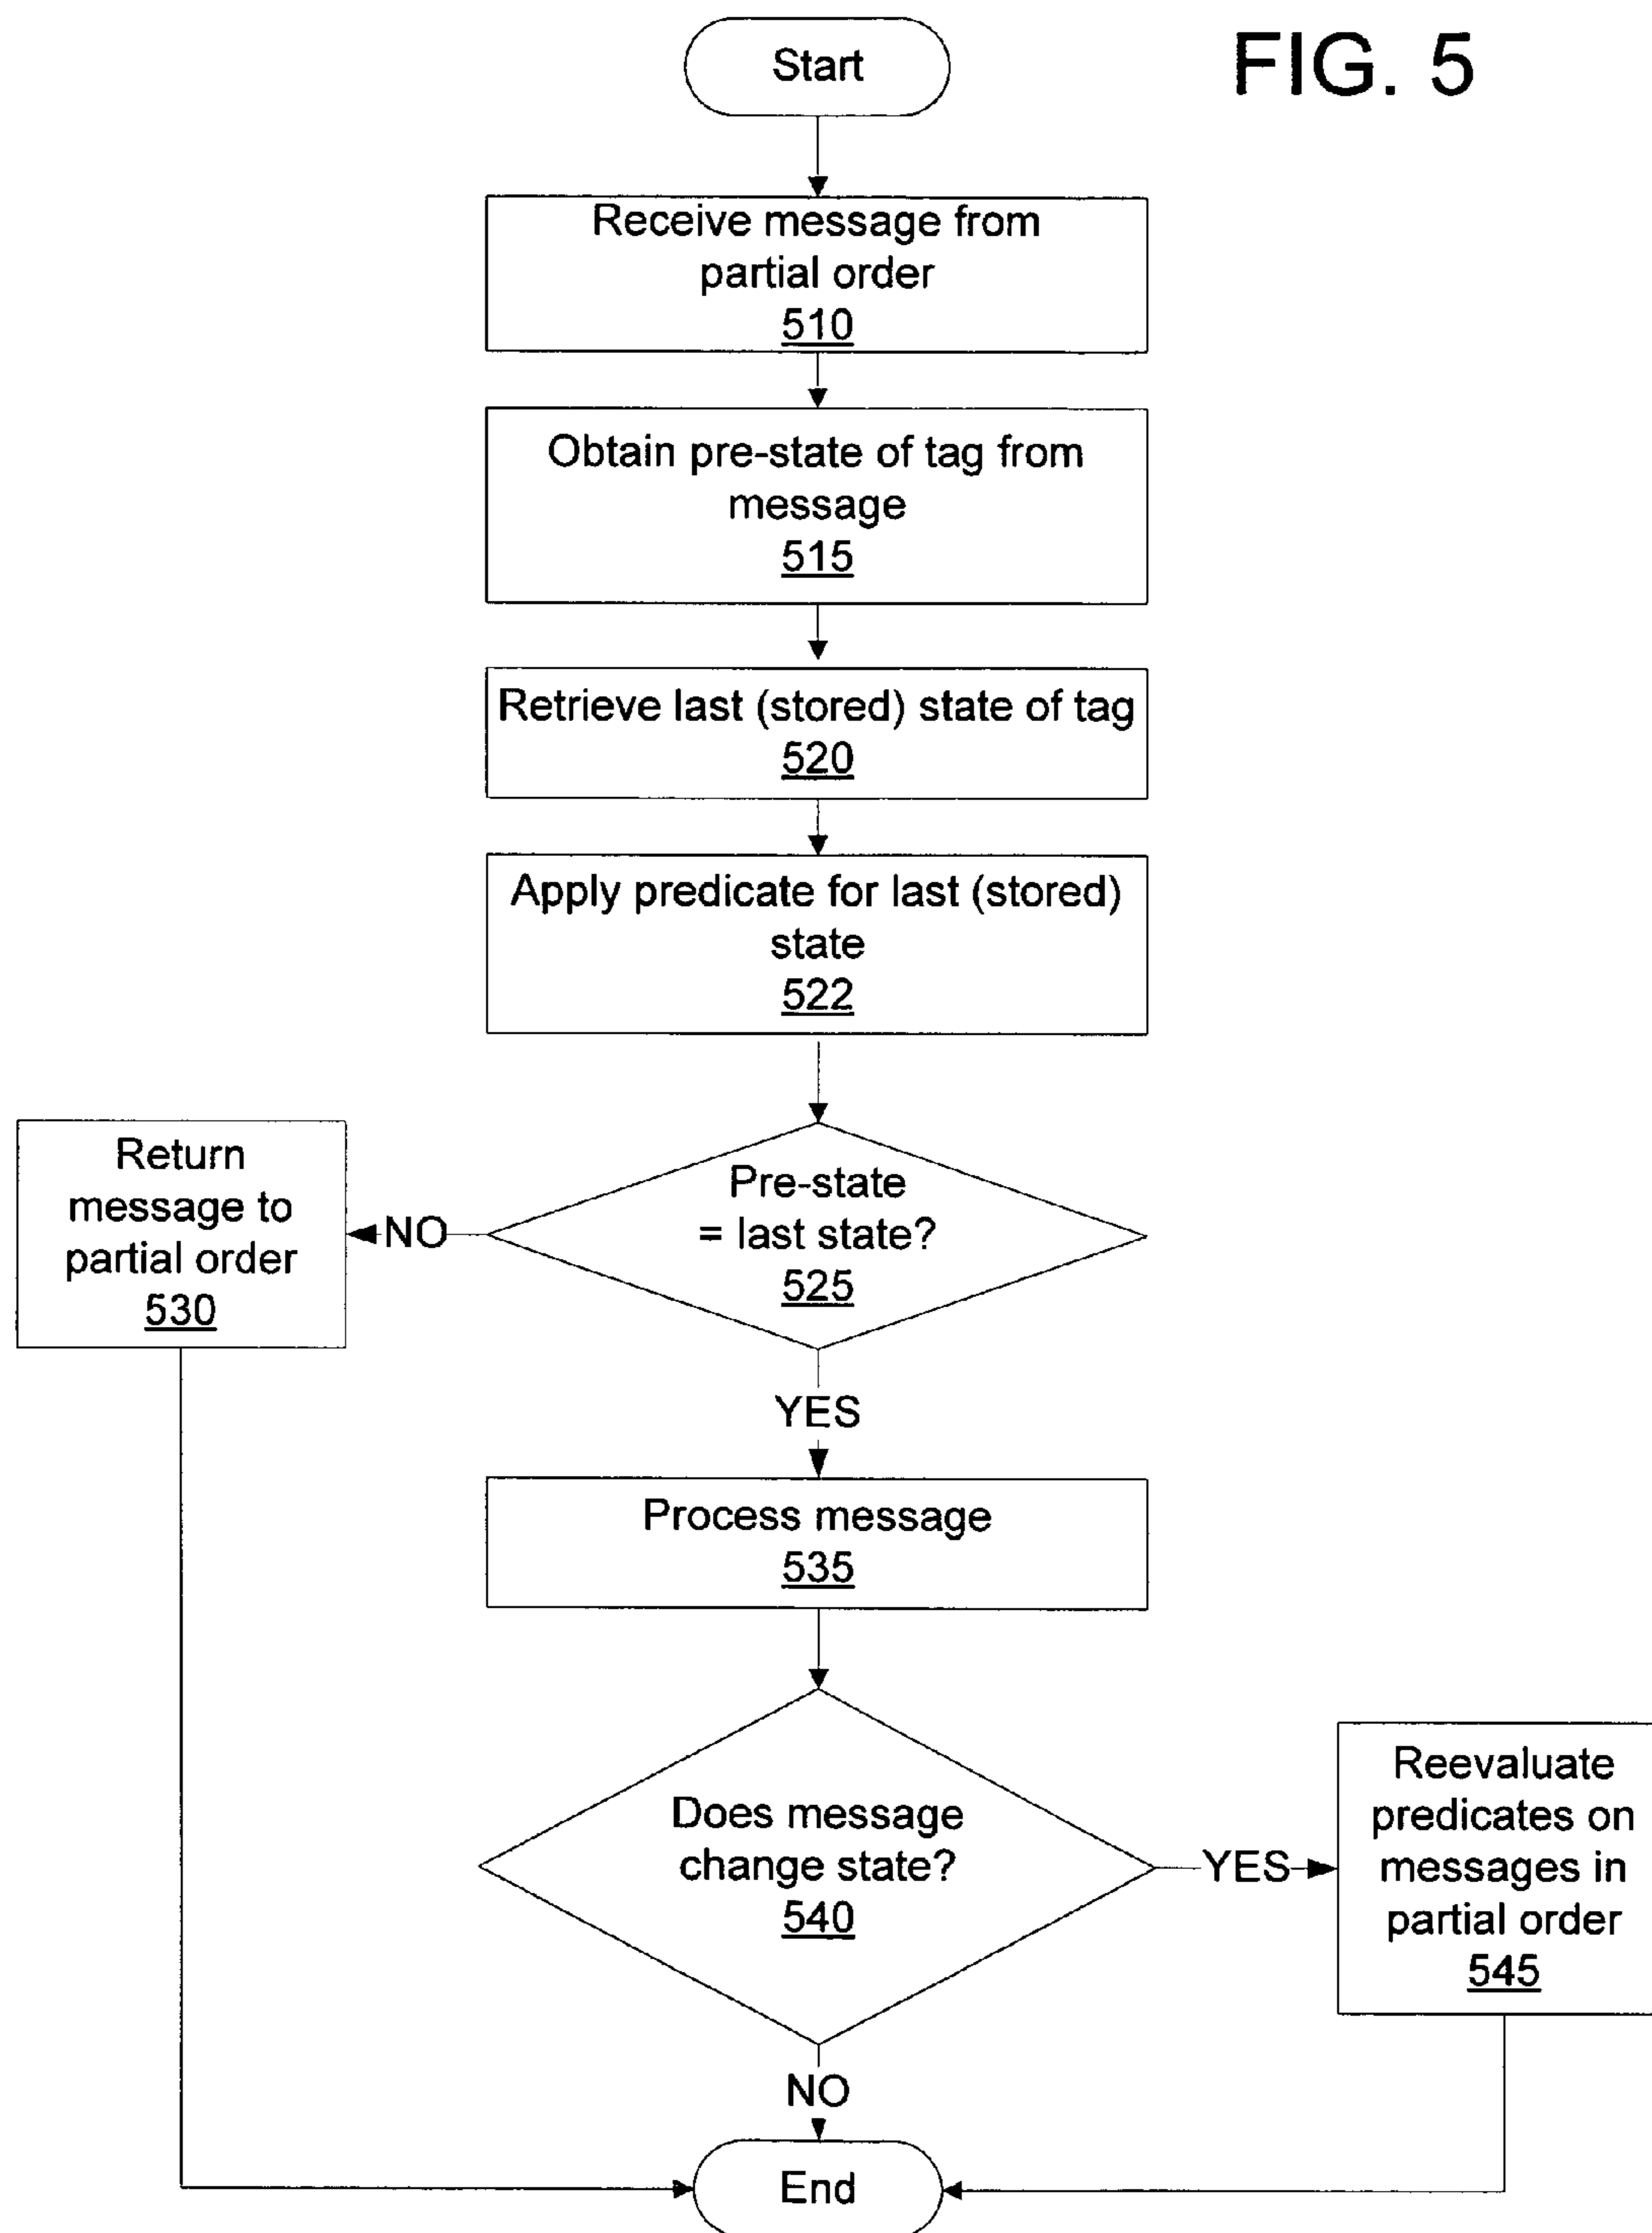 FIG. 5
Start
Receive message from
partial order
510
Obtain pre-state of tag from
message
515
Retrieve last (stored) state of tag
520
Apply predicate for last (stored)
state
522
Pre-state
= last state?
525
NO
Return
message to
partial order
530
YES
Process message
535
Does message
change state?
540
YES
Reevaluate
predicates on
messages in
partial order
545
NO
End